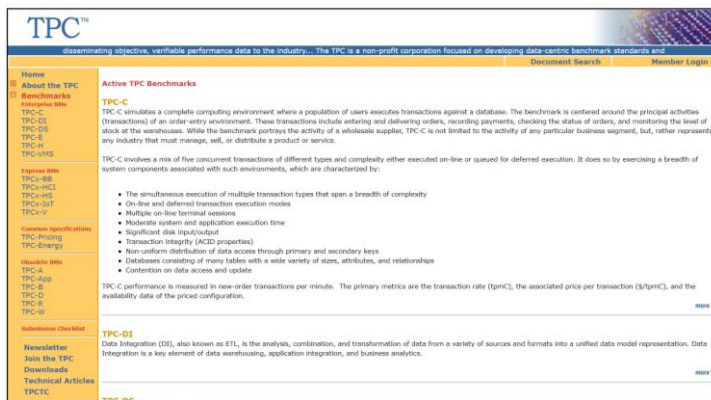 TPC™
disseminating objective, verifiable performance data to the industry... The TPC is a non-profit corporation focused on developing data-centric benchmark standards and
Document Search
Member Login
Home
About the TPC
Benchmarks
Enterprise BMs
TPC-C
TPC-DI
TPC-DS
TPC-E
TPC-H
TPC-VMS
Express BMs
TPCx-BB
TPCx-HCI
TPCx-HS
TPCx-IoT
TPCx-V
Common Specifications
TPC-Pricing
TPC-Energy
Obsolete BMs
TPC-A
TPC-App
TPC-B
TPC-D
TPC-R
TPC-W
Submission Checklist
Newsletter
Join the TPC
Downloads
Technical Articles
TPCTC
Active TPC Benchmarks
TPC-C
TPC-C simulates a complete computing environment where a population of users executes transactions against a database. The benchmark is centered around the principal activities
(transactions) of an order-entry environment. These transactions include entering and delivering orders, recording payments, checking the status of orders, and monitoring the level of
stock at the warehouses. While the benchmark portrays the activity of a wholesale supplier, TPC-C is not limited to the activity of any particular business segment, but, rather represents
any industry that must manage, sell, or distribute a product or service.
TPC-C involves a mix of five concurrent transactions of different types and complexity either executed on-line or queued for deferred execution. It does so by exercising a breadth of
system components associated with such environments, which are characterized by:
• The simultaneous execution of multiple transaction types that span a breadth of complexity
• On-line and deferred transaction execution modes
• Multiple on-line terminal sessions
• Moderate system and application execution time
• Significant disk input/output
• Transaction integrity (ACID properties)
• Non-uniform distribution of data access through primary and secondary keys
• Databases consisting of many tables with a wide variety of sizes, attributes, and relationships
• Contention on data access and update
TPC-C performance is measured in new-order transactions per minute. The primary metrics are the transaction rate (tpmC), the associated price per transaction ($/tpmC), and the
availability date of the priced configuration.
more
TPC-DI
Data Integration (DI), also known as ETL, is the analysis, combination, and transformation of data from a variety of sources and formats into a unified data model representation. Data
Integration is a key element of data warehousing, application integration, and business analytics.
more
TPC-DS